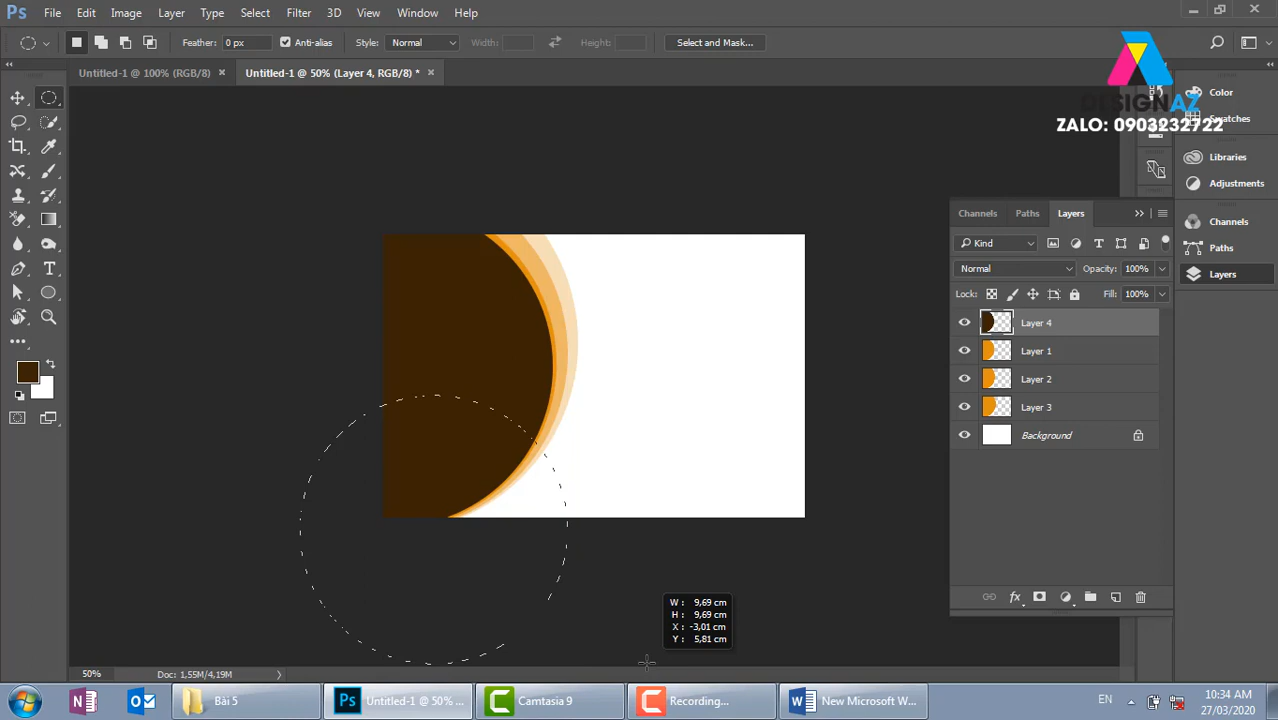 Ps File Edit Image Layer Type Select Filter 3D View Window Help
Feather: 0 px Anti-alias Style: Normal Width: Height: Select and Mask...
Untitled-1 @ 100% (RGB/8) × Untitled-1 @ 50% (Layer 4, RGB/8) * ×
DESIGNAZ
ZALO: 0903232722
Color
Swatches
Libraries
Adjustments
Channels
Paths
Layers
Channels Paths Layers
Kind
Normal Opacity: 100%
Lock: Fill: 100%
Layer 4
Layer 1
Layer 2
Layer 3
Background
fx
W : 9,69 cm
H : 9,69 cm
X : -3,01 cm
Y : 5,81 cm
50% Doc: 1,55M/4,19M
Bài 5 Ps Untitled-1 @ 50% ... Camtasia 9 Recording... New Microsoft W... EN 10:34 AM
27/03/2020